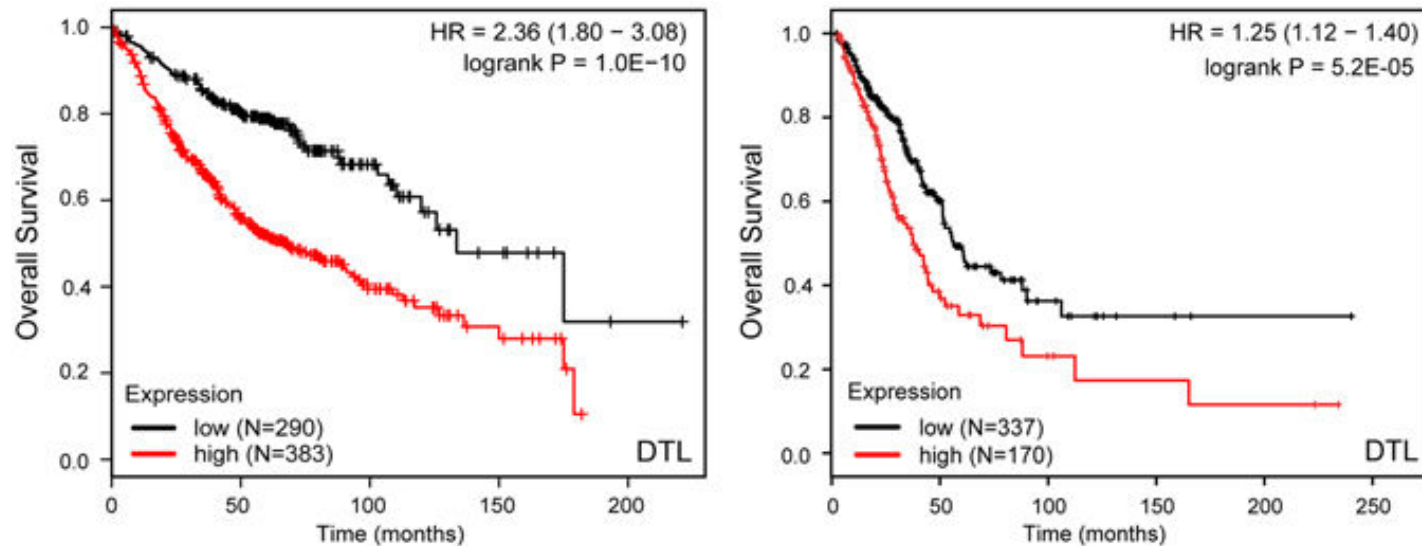 HR = 2.36 (1.80 − 3.08)
logrank P = 1.0E−10
Overall Survival
1.0
0.8
0.6
0.4
0.2
0.0
Expression
low (N=290)
high (N=383)
DTL
0 50 100 150 200
Time (months)
HR = 1.25 (1.12 − 1.40)
logrank P = 5.2E-05
Overall Survival
1.0
0.8
0.6
0.4
0.2
0.0
Expression
low (N=337)
high (N=170)
DTL
0 50 100 150 200 250
Time (months)